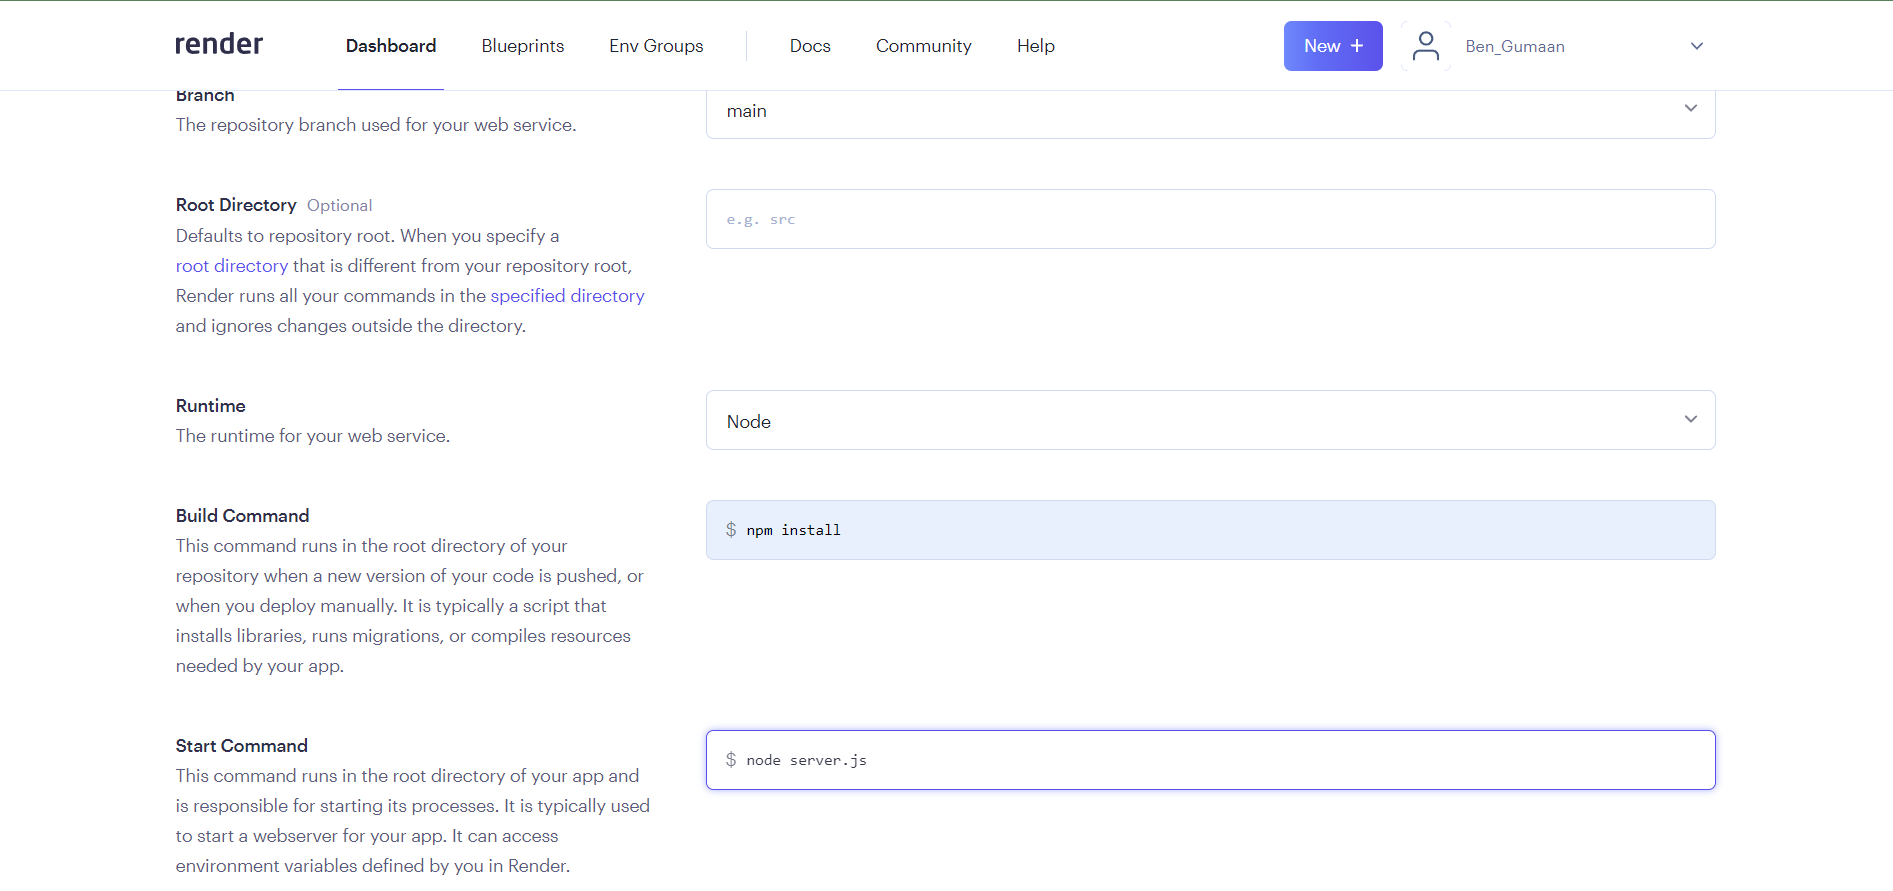 render
Dashboard
Blueprints
Env Groups
Docs
Community
Help
New +
Ben_Gumaan
Branch
The repository branch used for your web service.
main
Root Directory Optional
Defaults to repository root. When you specify a
root directory that is different from your repository root,
Render runs all your commands in the specified directory
and ignores changes outside the directory.
e.g. src
Runtime
The runtime for your web service.
Node
Build Command
This command runs in the root directory of your
repository when a new version of your code is pushed, or
when you deploy manually. It is typically a script that
installs libraries, runs migrations, or compiles resources
needed by your app.
$ npm install
Start Command
This command runs in the root directory of your app and
is responsible for starting its processes. It is typically used
to start a webserver for your app. It can access
environment variables defined by you in Render.
$ node server.js